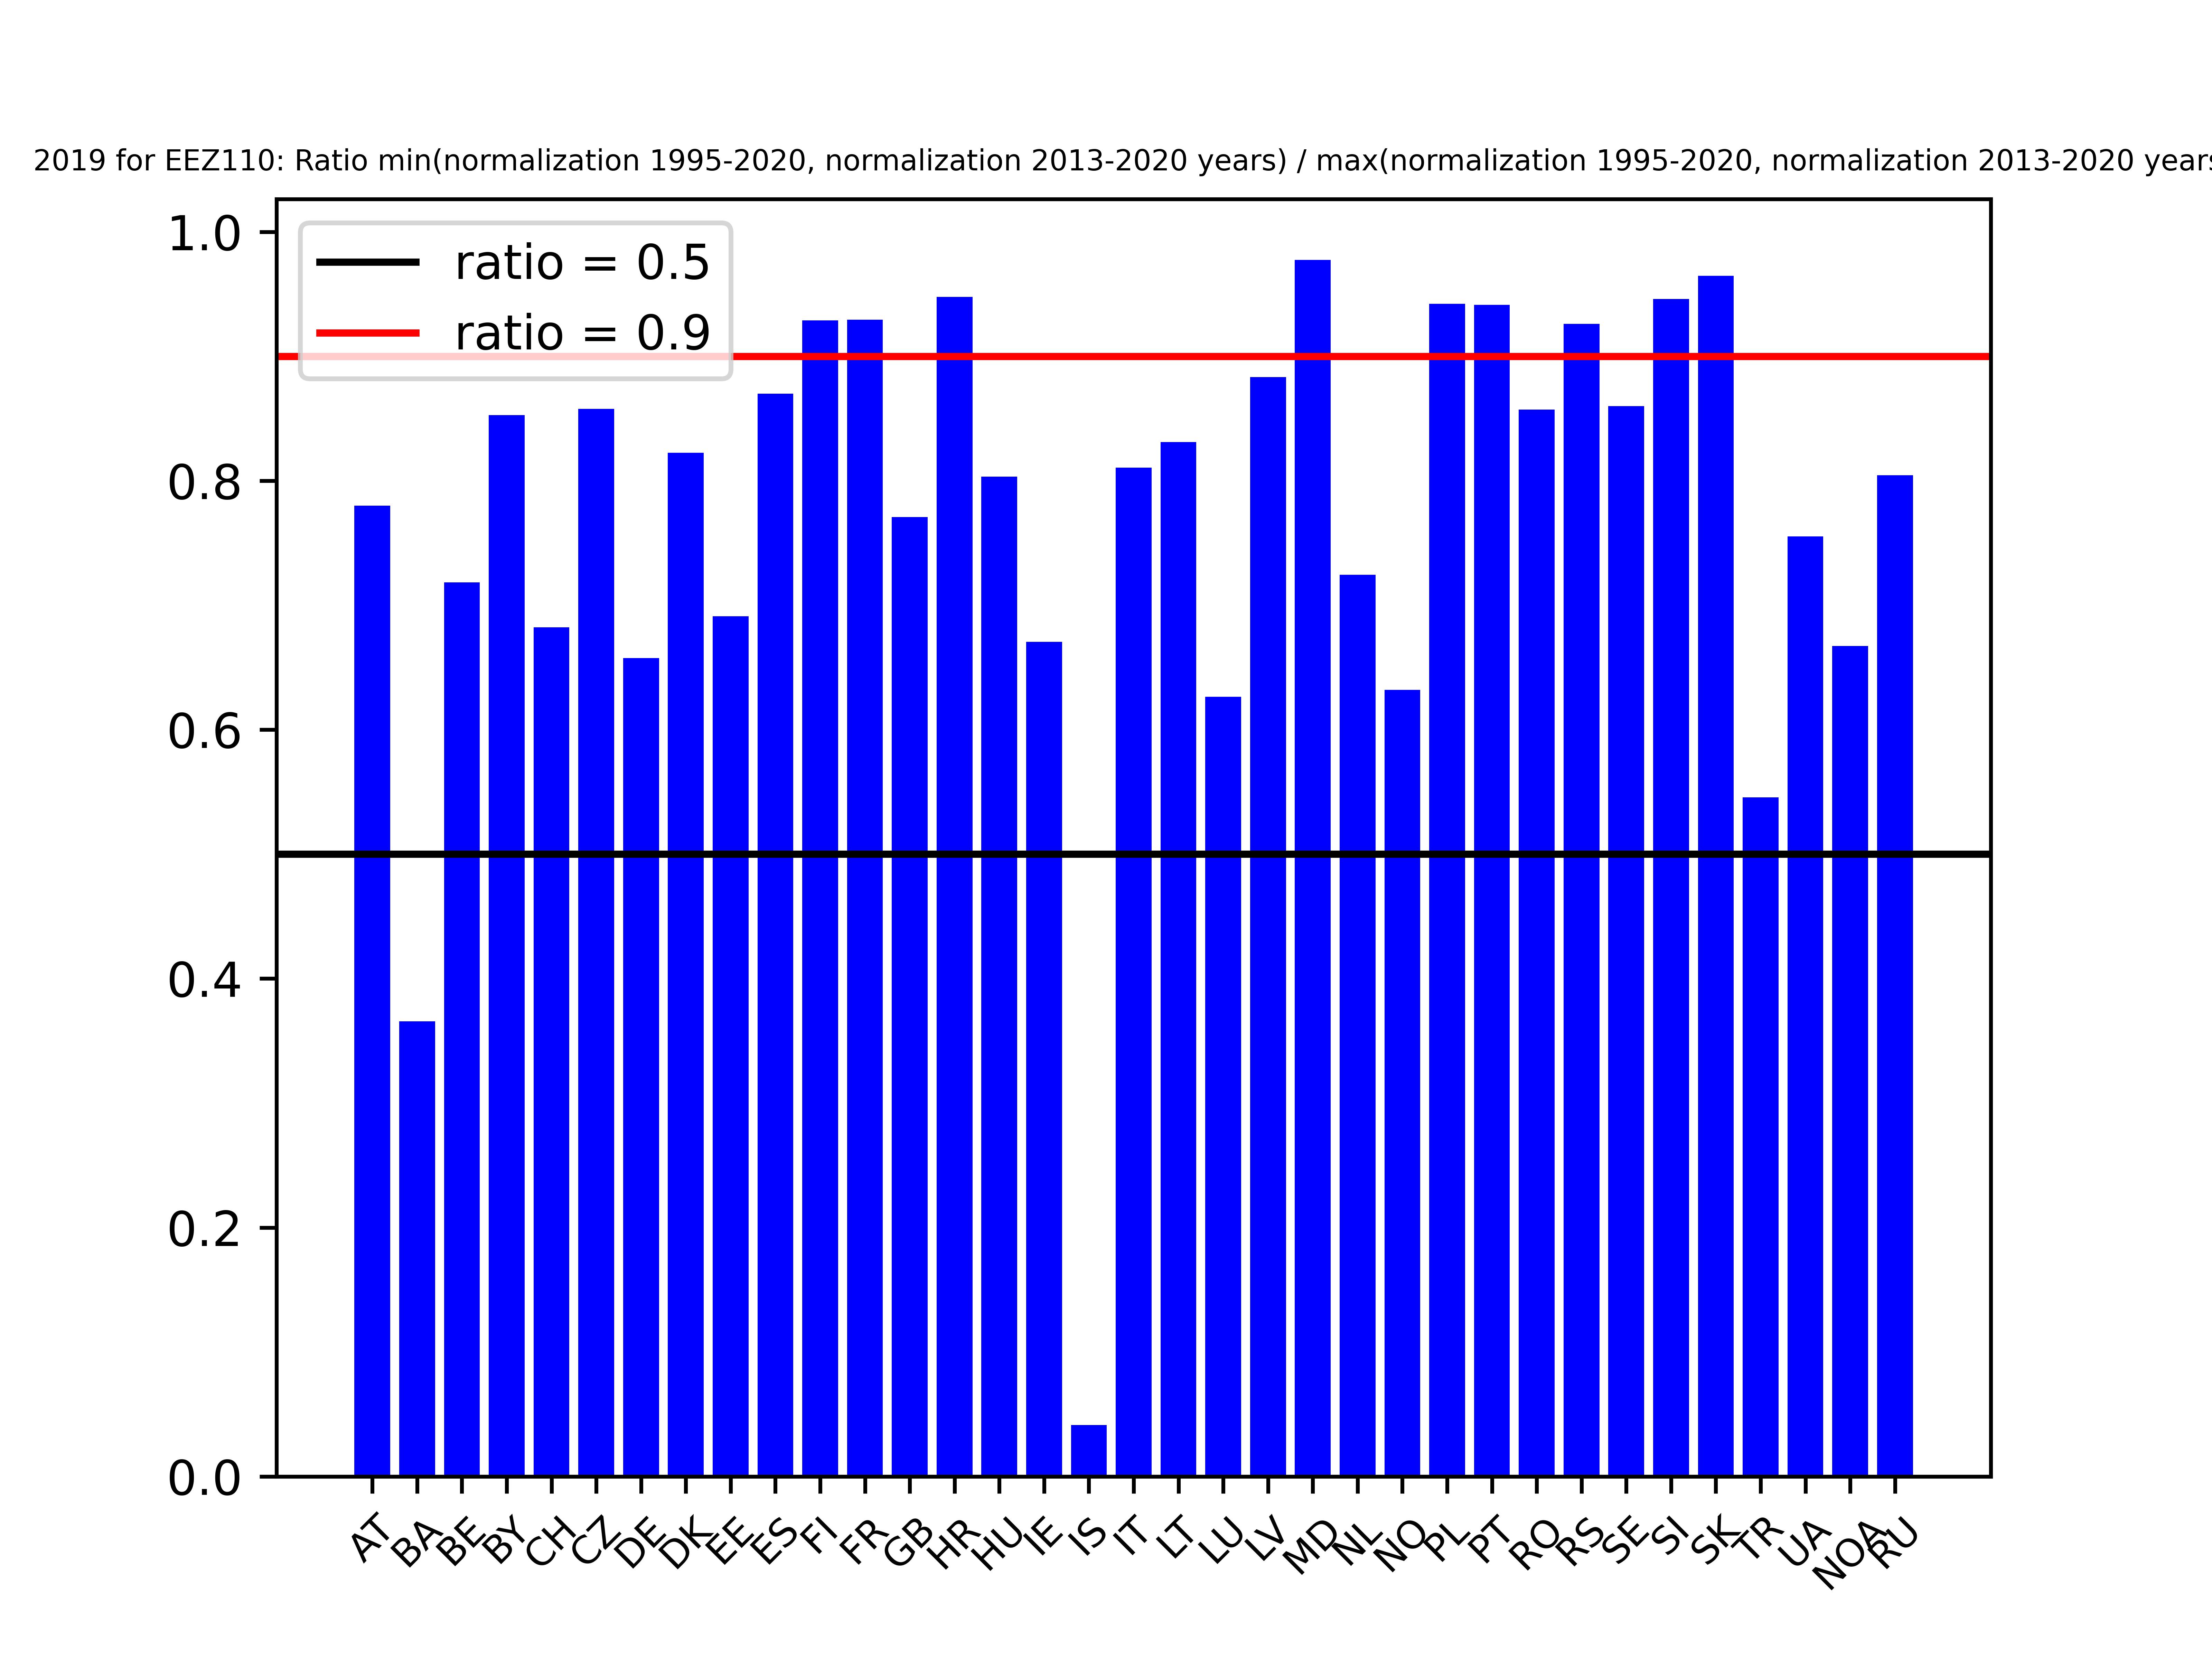 2019 for EEZ110: Ratio min(normalization 1995-2020, normalization 2013-2020 years) / max(normalization 1995-2020, normalization 2013-2020 years
ratio = 0.5
ratio = 0.9
1.0
0.8
0.6
0.4
0.2
0.0
AT BA BE BY CH CZ DE DK EE ES FI FR GB HR HU IE IS IT LT LU LV MD NL NO PL PT RO RS SE SI SK TR UA NOA RU